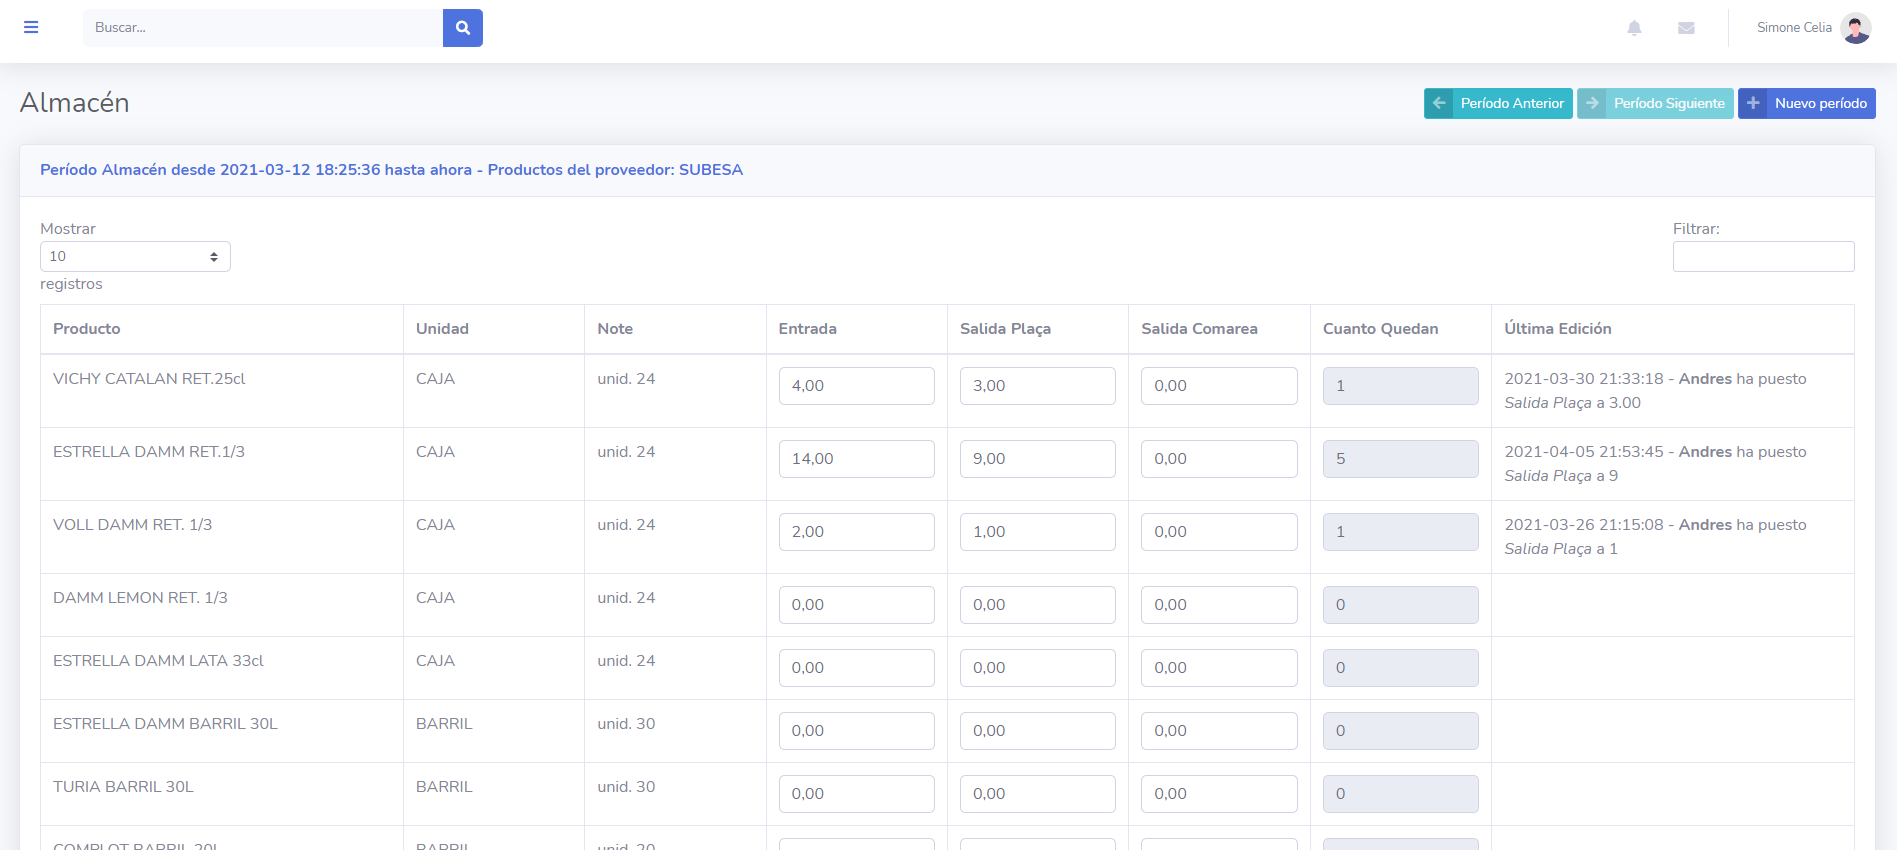 Buscar...
Simone Celia
Almacén
Período Anterior
Período Siguiente
Nuevo período
Período Almacén desde 2021-03-12 18:25:36 hasta ahora - Productos del proveedor: SUBESA
Mostrar
10
registros
Filtrar:
Producto Unidad Note Entrada Salida Plaça Salida Comarea Cuanto Quedan Última Edición
VICHY CATALAN RET.25cl CAJA unid. 24 4,00 3,00 0,00 1 2021-03-30 21:33:18 - Andres ha puesto
Salida Plaça a 3.00
ESTRELLA DAMM RET.1/3 CAJA unid. 24 14,00 9,00 0,00 5 2021-04-05 21:53:45 - Andres ha puesto
Salida Plaça a 9
VOLL DAMM RET. 1/3 CAJA unid. 24 2,00 1,00 0,00 1 2021-03-26 21:15:08 - Andres ha puesto
Salida Plaça a 1
DAMM LEMON RET. 1/3 CAJA unid. 24 0,00 0,00 0,00 0
ESTRELLA DAMM LATA 33cl CAJA unid. 24 0,00 0,00 0,00 0
ESTRELLA DAMM BARRIL 30L BARRIL unid. 30 0,00 0,00 0,00 0
TURIA BARRIL 30L BARRIL unid. 30 0,00 0,00 0,00 0
COMPLOT BARRIL 20L BARRIL unid. 20